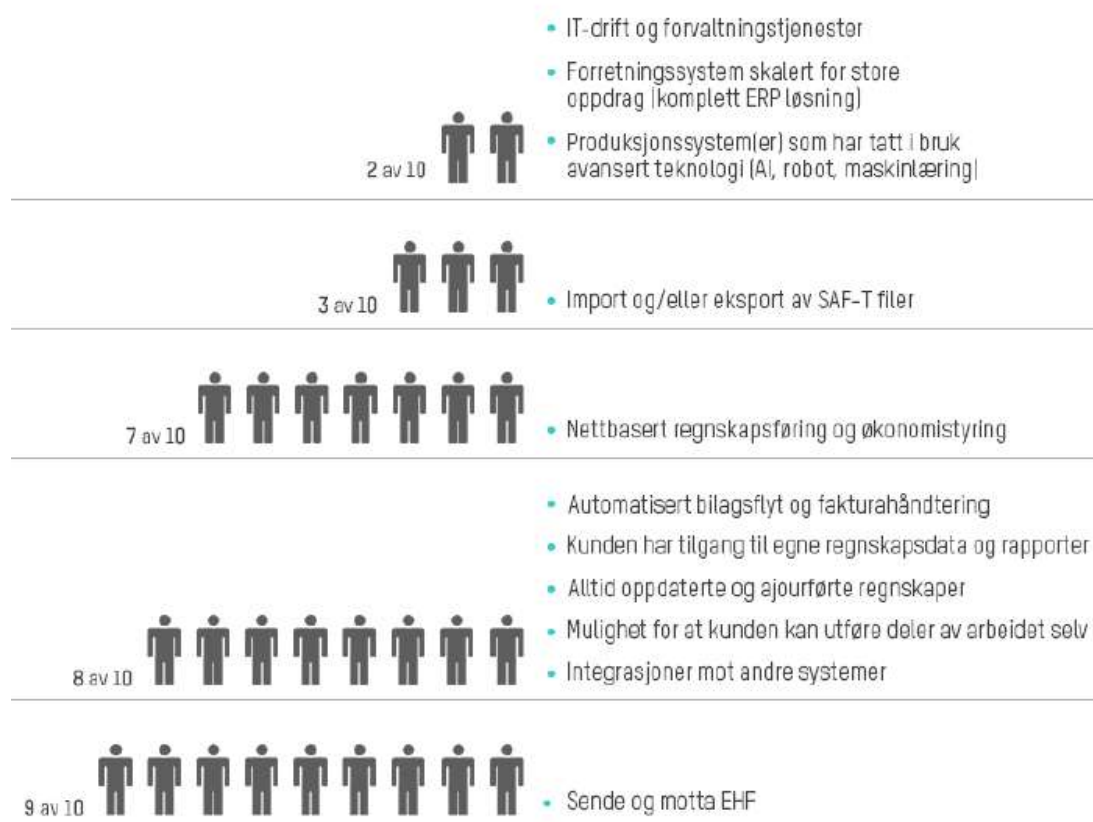 IT-drift og forvaltningstjenester
Forretningssystem skalert for store
oppdrag (komplett ERP løsning)
Produksjonssystem(er) som har tatt i bruk
avansert teknologi (AI, robot, maskinlæring)
2 av 10
3 av 10
Import og/eller eksport av SAF-T filer
7 av 10
Nettbasert regnskapsføring og økonomistyring
Automatisert bilagsflyt og fakturahåndtering
Kunden har tilgang til egne regnskapsdata og rapporter
Alltid oppdaterte og ajourførte regnskaper
Mulighet for at kunden kan utføre deler av arbeidet selv
8 av 10
Integrasjoner mot andre systemer
9 av 10
Sende og motta EHF